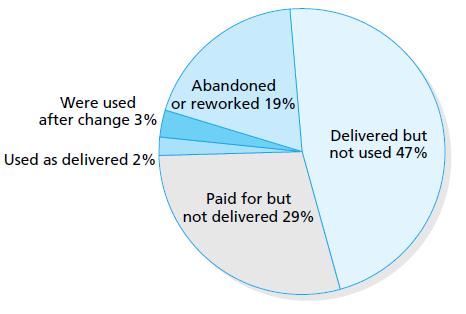 Abandoned
or reworked 19%
Were used
after change 3%
Delivered but
not used 47%
Used as delivered 2%
Paid for but
not delivered 29%